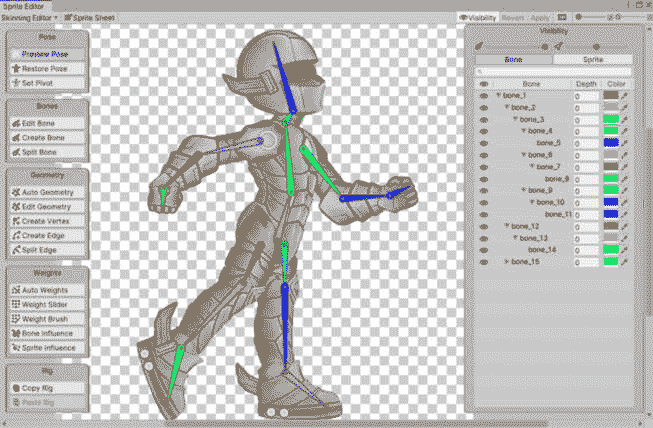 Sprite Editor
Skinning Editor Sprite Sheet Visibility Revert Apply
Pose
Preview Pose
Restore Pose
Set Pivot
Bones
Edit Bone
Create Bone
Split Bone
Geometry
Auto Geometry
Edit Geometry
Create Vertex
Create Edge
Split Edge
Weights
Auto Weights
Weight Slider
Weight Brush
Bone Influence
Sprite Influence
Rig
Copy Rig
Paste Rig
Visibility
Bone Sprite
Bone Depth Color
bone_1 0
bone_2 0
bone_3 0
bone_4 0
bone_5 0
bone_6 0
bone_7 0
bone_8 0
bone_9 0
bone_10 0
bone_11 0
bone_12 0
bone_13 0
bone_14 0
bone_15 0